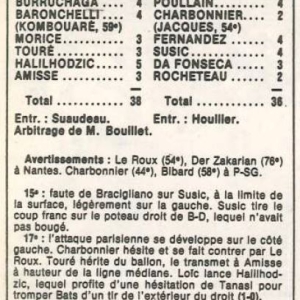 BURRUCHAGA ...... 4 POULLAIN ........... 4
BARONCHELLI ..... 4 CHARBONNIER ...... 2
(KOMBOUARÉ, 59ᵉ) (JACQUES, 54ᵉ)
MORICE ............. 3 FERNANDEZ ......... 4
TOURÉ .............. 3 SUSIC ............... 4
HALILHODZIC ...... 5 DA FONSECA ....... 3
AMISSE ............. 3 ROCHETEAU ........ 2
Total ............. 38 Total ............. 36
Entr. : Suaudeau. Entr. : Houllier.
Arbitrage de M. Bouillet.
Avertissements : Le Roux (54ᵉ), Der Zakarian (76ᵉ)
à Nantes. Charbonnier (44ᵉ), Bibard (58ᵉ) à P-SG.
15ᵉ : faute de Bracigliano sur Susic, à la limite de
la surface, légèrement sur la gauche. Susic tire le
coup franc sur le poteau droit de B-D, lequel n'avait
pas bougé.
17ᵉ : l'attaque parisienne se développe sur le côté
gauche. Charbonnier hésite et se fait contrer par Le
Roux. Touré hérite du ballon, le transmet à Amisse
à hauteur de la ligne médiane. Loïc lance Halilhod-
zic, lequel profite d'une hésitation de Tanasi pour
tromper Bats d'un tir de l'extérieur du droit (1-0).